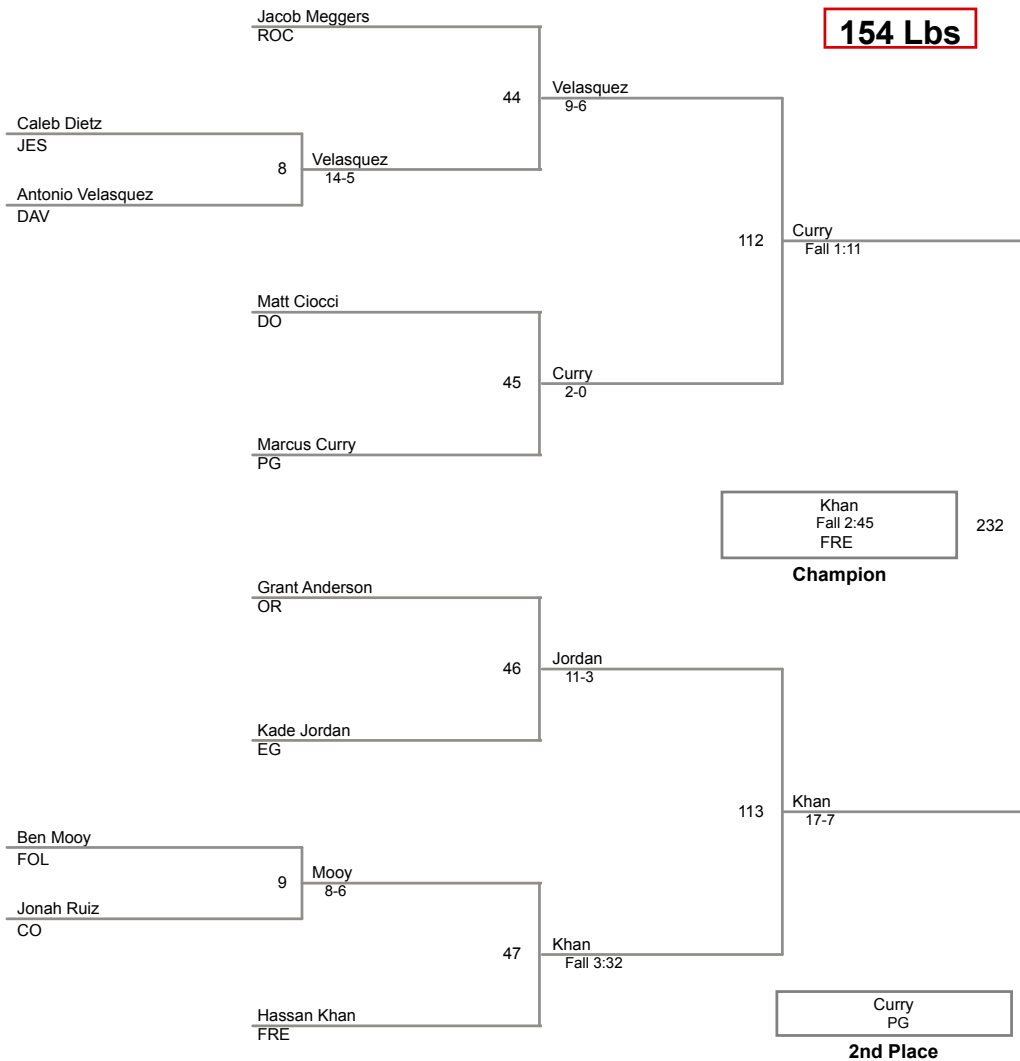 Jacob Meggers
ROC
154 Lbs
44
Velasquez
9-6
Caleb Dietz
JES
8
Velasquez
14-5
Antonio Velasquez
DAV
112
Curry
Fall 1:11
Matt Ciocci
DO
45
Curry
2-0
Marcus Curry
PG
Khan
Fall 2:45
FRE
232
Champion
Grant Anderson
OR
46
Jordan
11-3
Kade Jordan
EG
113
Khan
17-7
Ben Mooy
FOL
9
Mooy
8-6
Jonah Ruiz
CO
47
Khan
Fall 3:32
Hassan Khan
FRE
Curry
PG
2nd Place